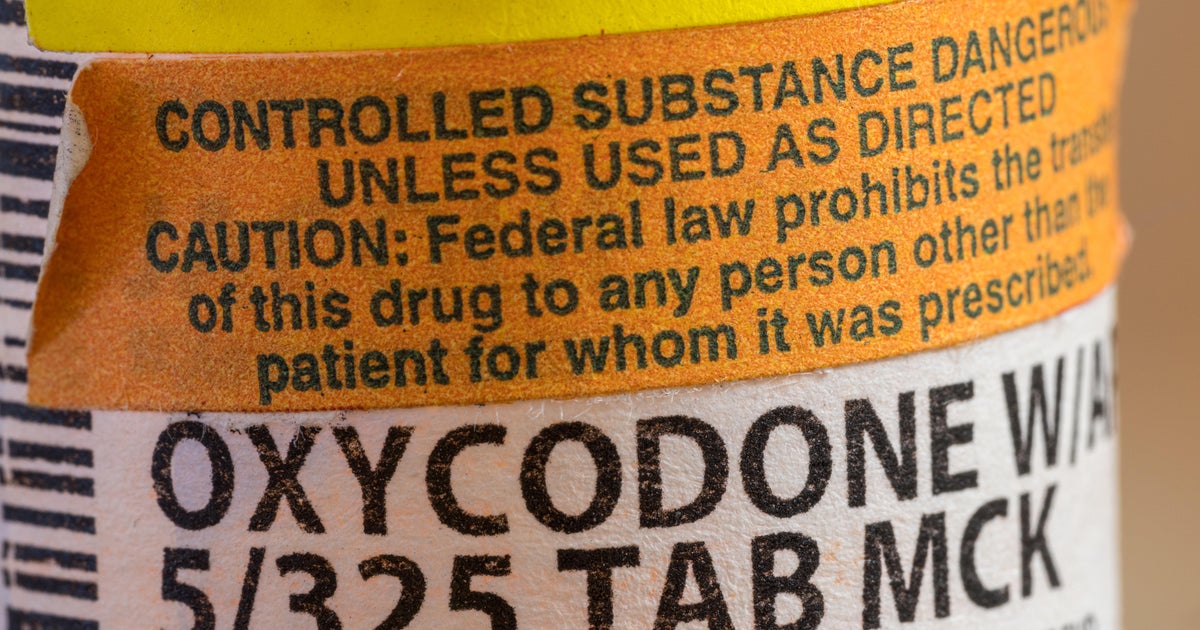 CONTROLLED SUBSTANCE DANGEROUS
UNLESS USED AS DIRECTED
CAUTION: Federal law prohibits the
of this drug to any person other than the
patient for whom it was prescribed.
OXYCODONE W/A
5/325 TAB MCK